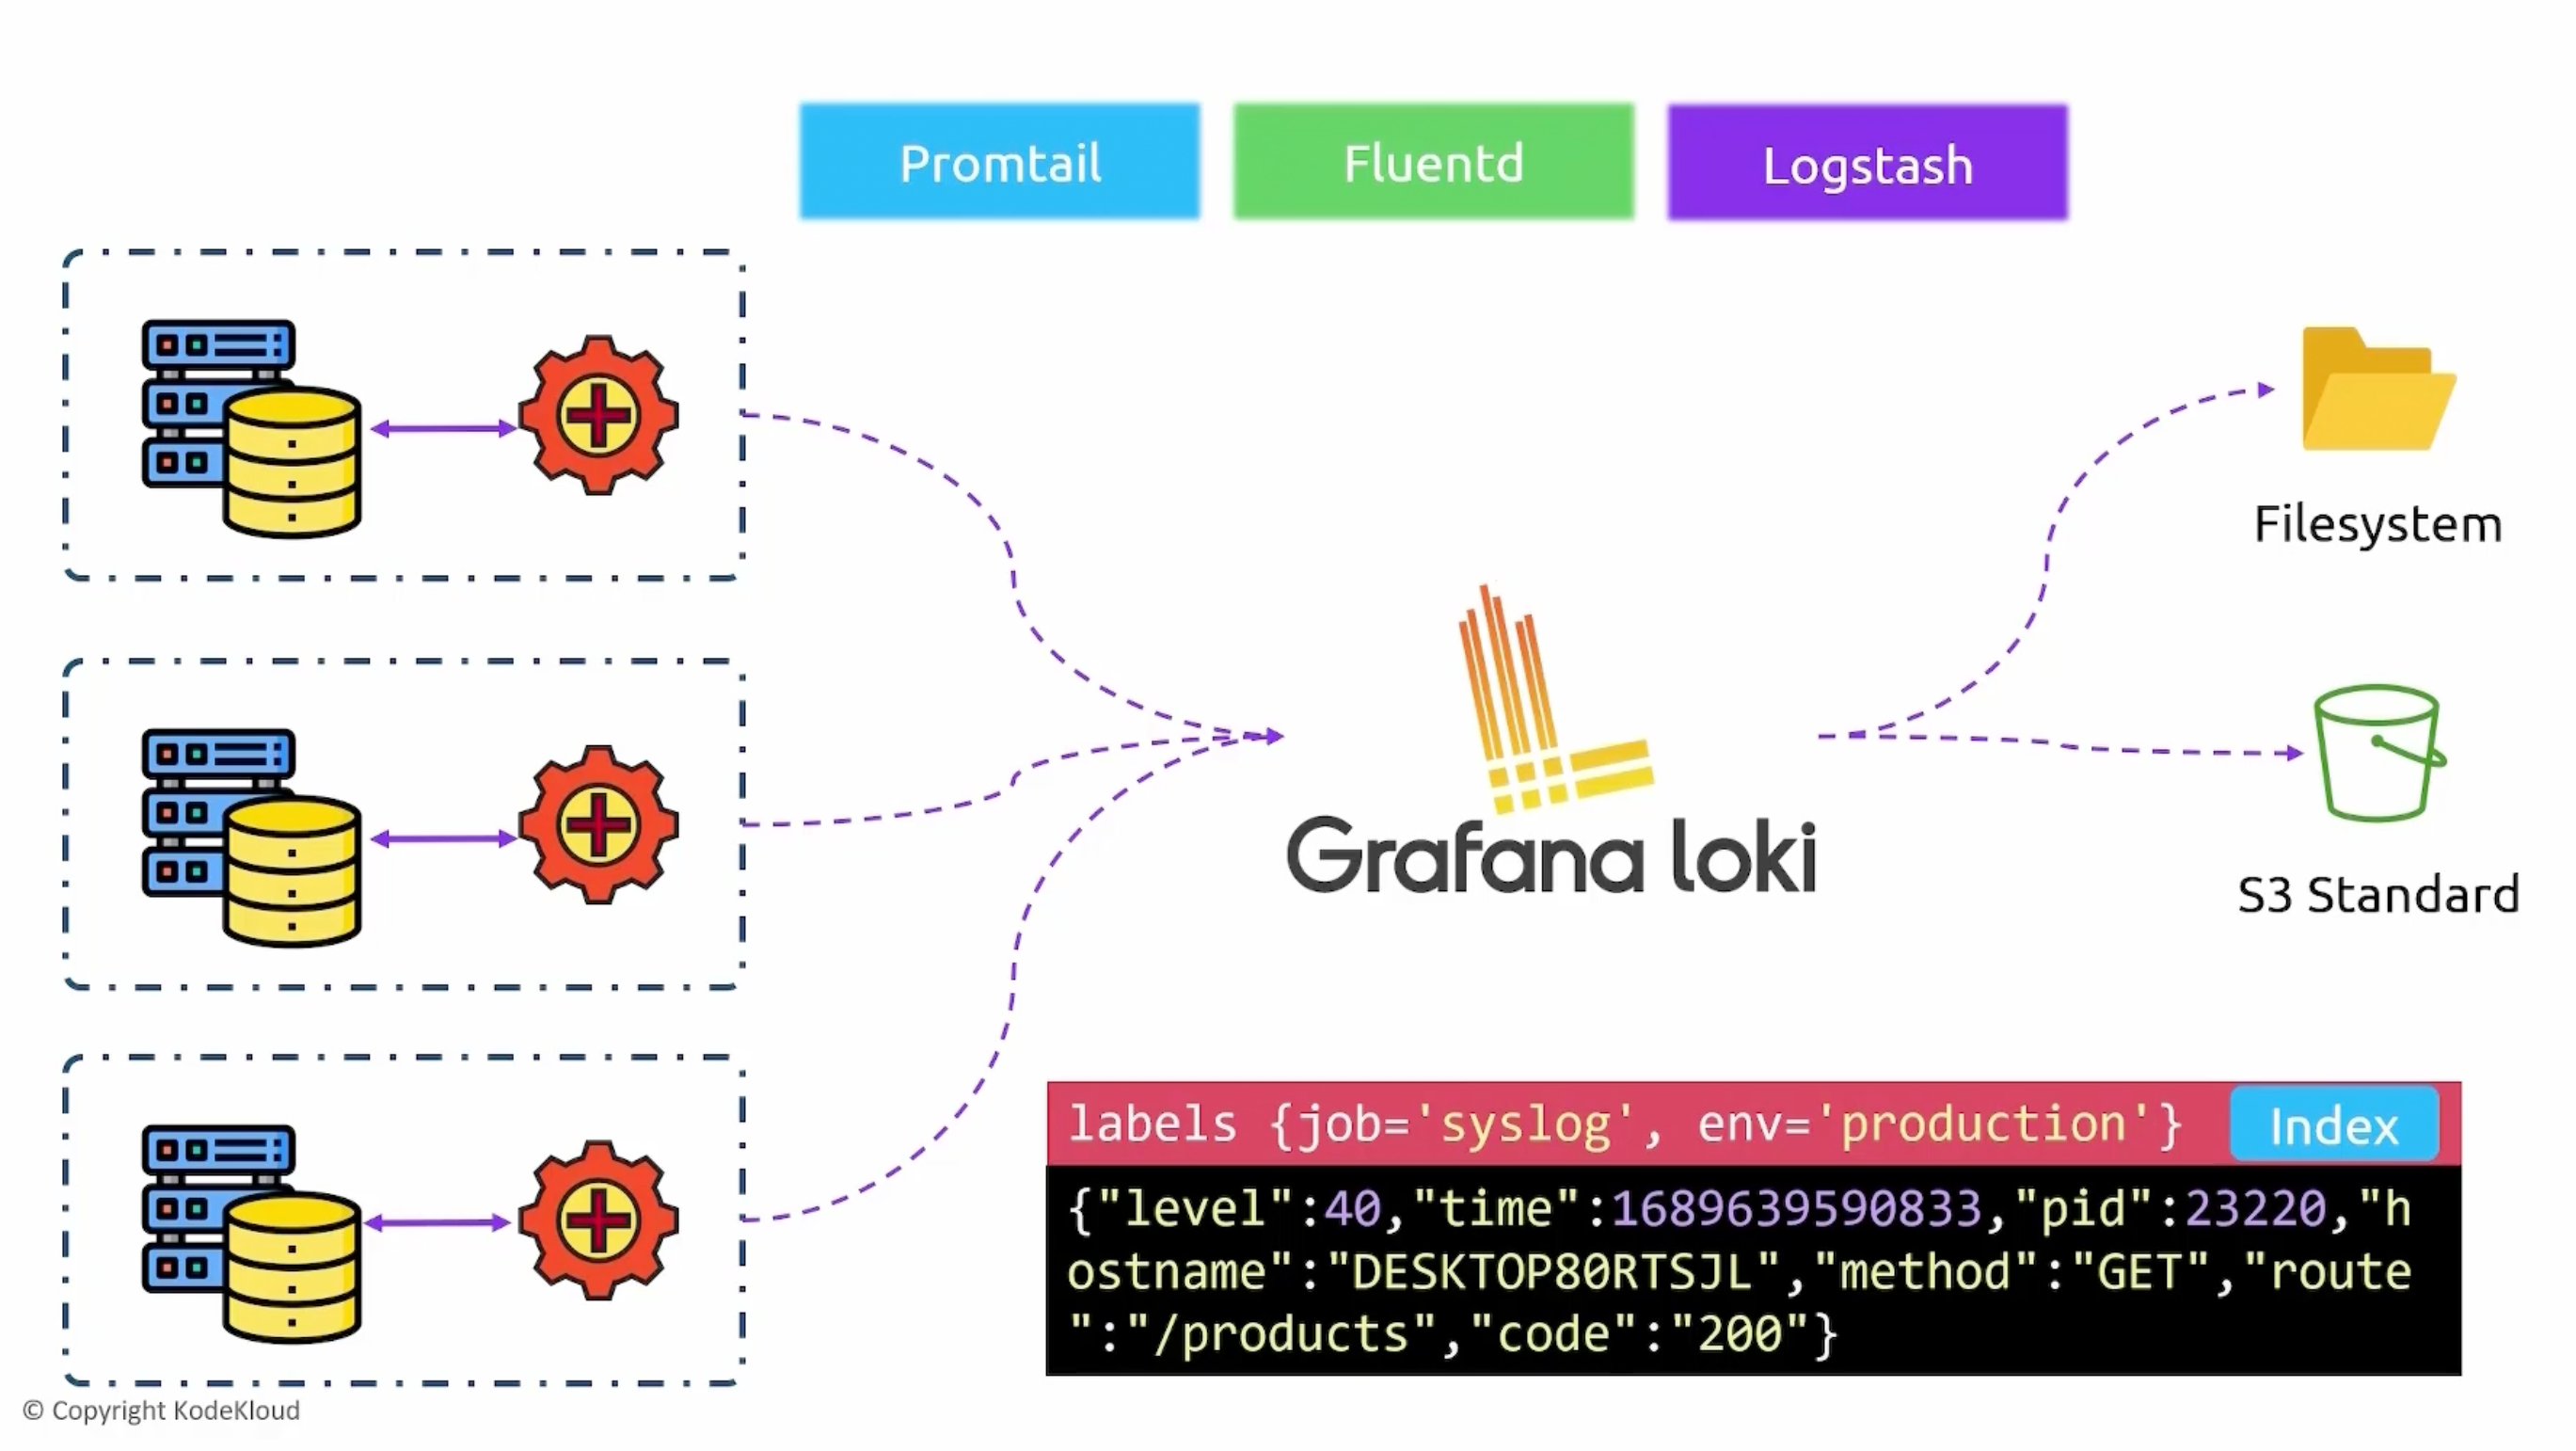 Promtail
Fluentd
Logstash
Filesystem
Grafana loki
S3 Standard
labels {job='syslog', env='production'}
Index
{"level":40,"time":1689639590833,"pid":23220,"h
ostname":"DESKTOP80RTSJL","method":"GET","route
":"/products","code":"200"}
© Copyright KodeKloud